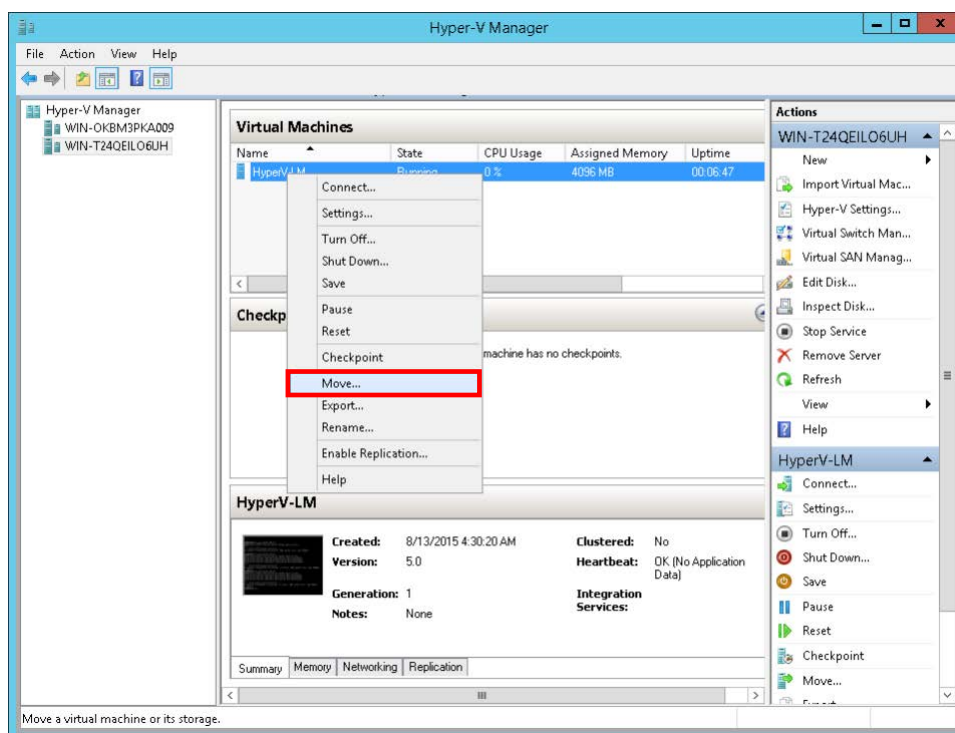 Hyper-V Manager
File Action View Help
Hyper-V Manager
WIN-OKBM3PKA009
WIN-T24QEILO6UH
Virtual Machines
Name State CPU Usage Assigned Memory Uptime
HyperV-LM Running 0 % 4096 MB 00:06:47
Connect...
Settings...
Turn Off...
Shut Down...
Save
Pause
Reset
Checkpoint
Move...
Export...
Rename...
Enable Replication...
Help
Checkp
machine has no checkpoints.
HyperV-LM
Created: 8/13/2015 4:30:20 AM
Version: 5.0
Generation: 1
Notes: None
Clustered: No
Heartbeat: OK (No Application Data)
Integration Services:
Summary Memory Networking Replication
Actions
WIN-T24QEILO6UH
New
Import Virtual Mac...
Hyper-V Settings...
Virtual Switch Man...
Virtual SAN Manag...
Edit Disk...
Inspect Disk...
Stop Service
Remove Server
Refresh
View
Help
HyperV-LM
Connect...
Settings...
Turn Off...
Shut Down...
Save
Pause
Reset
Checkpoint
Move...
Move a virtual machine or its storage.